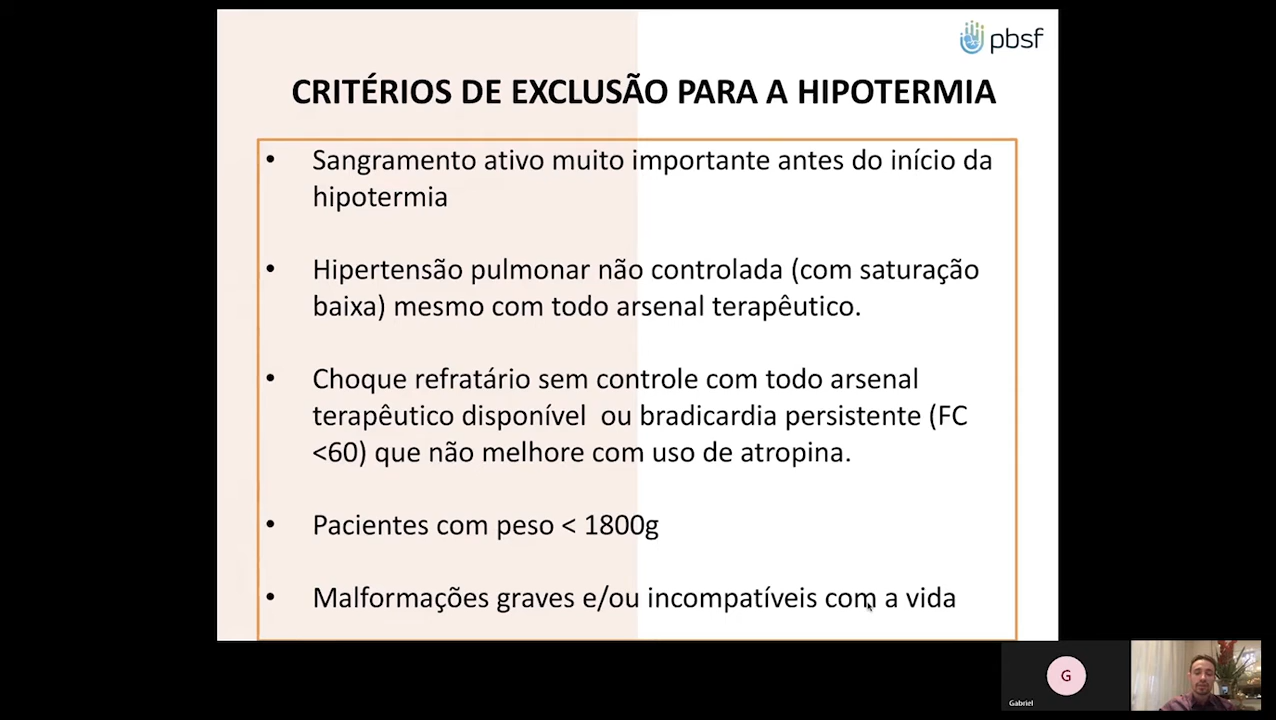 pbsf
CRITÉRIOS DE EXCLUSÃO PARA A HIPOTERMIA
• Sangramento ativo muito importante antes do início da
hipotermia
• Hipertensão pulmonar não controlada (com saturação
baixa) mesmo com todo arsenal terapêutico.
• Choque refratário sem controle com todo arsenal
terapêutico disponível ou bradicardia persistente (FC
<60) que não melhore com uso de atropina.
• Pacientes com peso < 1800g
• Malformações graves e/ou incompatíveis com a vida
G
Gabriel